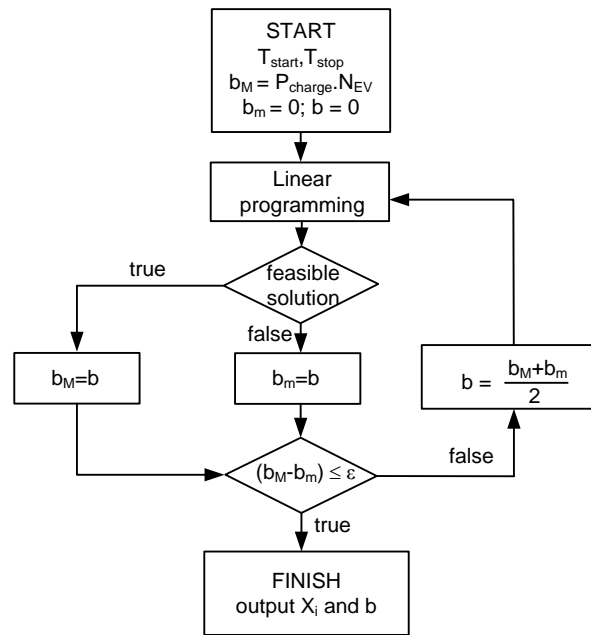 START
T_start,T_stop
b_M = P_charge.N_EV
b_m = 0; b = 0
Linear
programming
true
feasible
solution
false
b_M=b
b_m=b
b = (b_M+b_m)/2
(b_M-b_m) ≤ ε
false
true
FINISH
output X_i and b